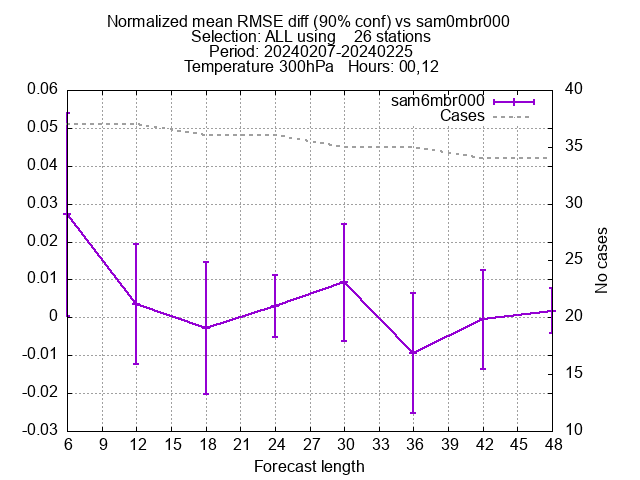 Normalized mean RMSE diff (90% conf) vs sam0mbr000
Selection: ALL using    26 stations
Period: 20240207-20240225
Temperature 300hPa   Hours: 00,12
sam6mbr000
Cases
0.06
0.05
0.04
0.03
0.02
0.01
0
-0.01
-0.02
-0.03
40
35
30
25
20
15
10
No cases
6 9 12 15 18 21 24 27 30 33 36 39 42 45 48
Forecast length